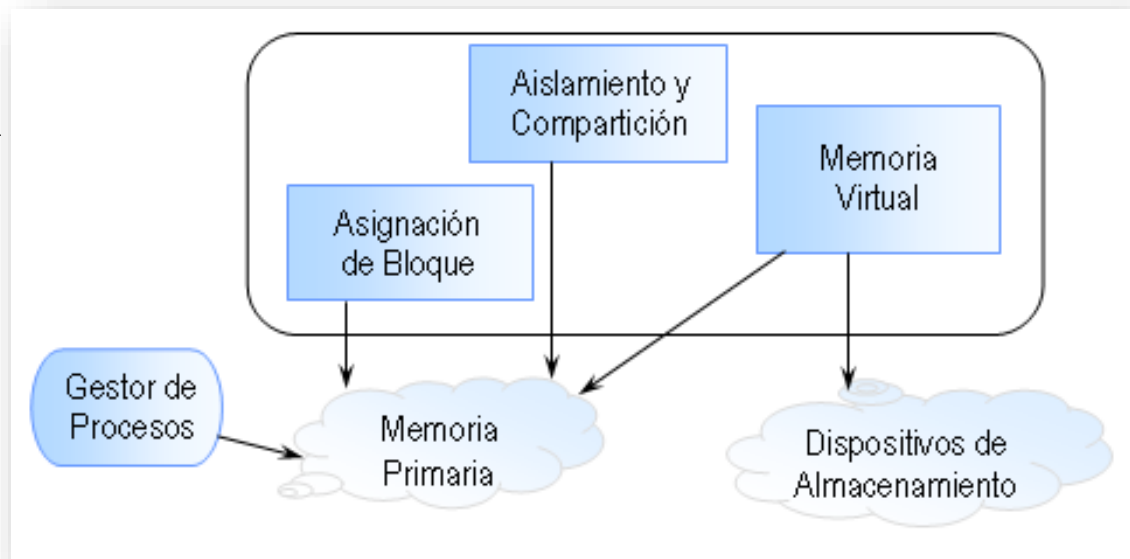 Aislamiento y
Compartición
Memoria
Virtual
Asignación
de Bloque
Gestor de
Procesos
Memoria
Primaria
Dispositivos de
Almacenamiento